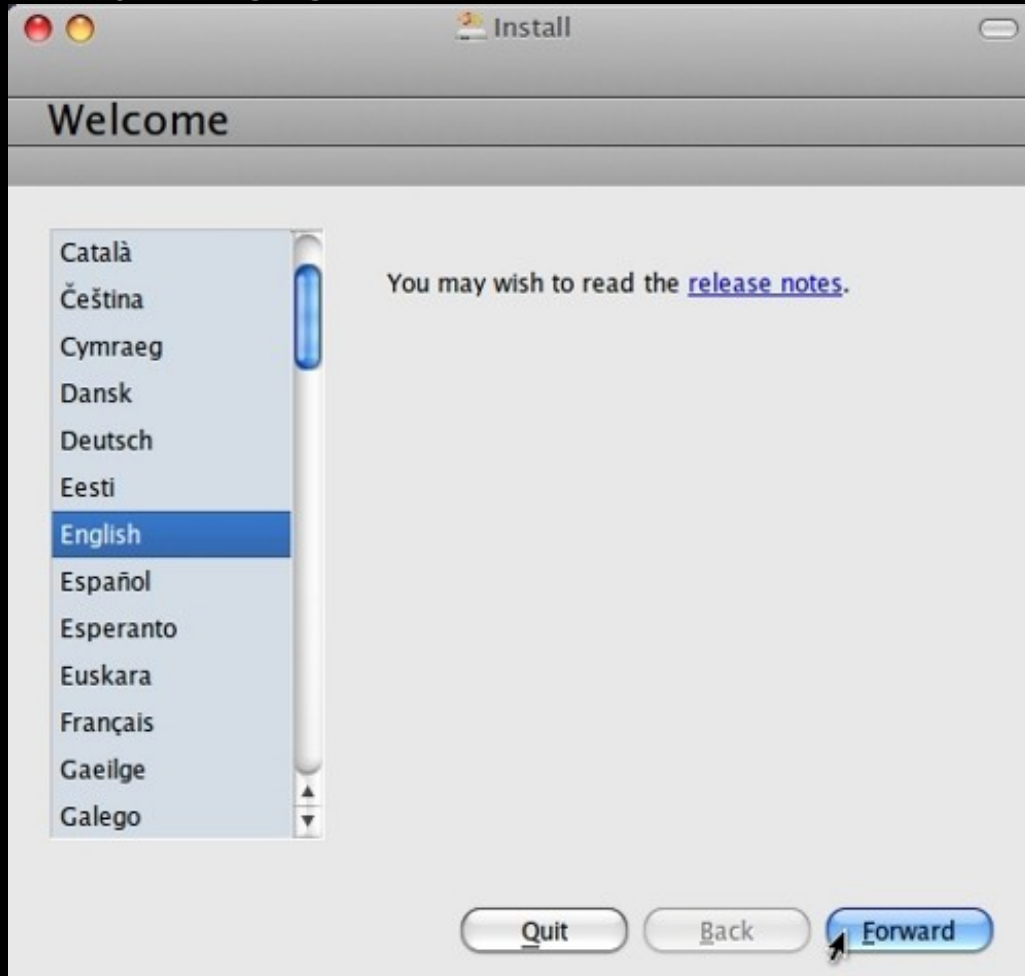 Install
Welcome
Català
Čeština
Cymraeg
Dansk
Deutsch
Eesti
English
Español
Esperanto
Euskara
Français
Gaeilge
Galego
You may wish to read the release notes.
Quit
Back
Forward